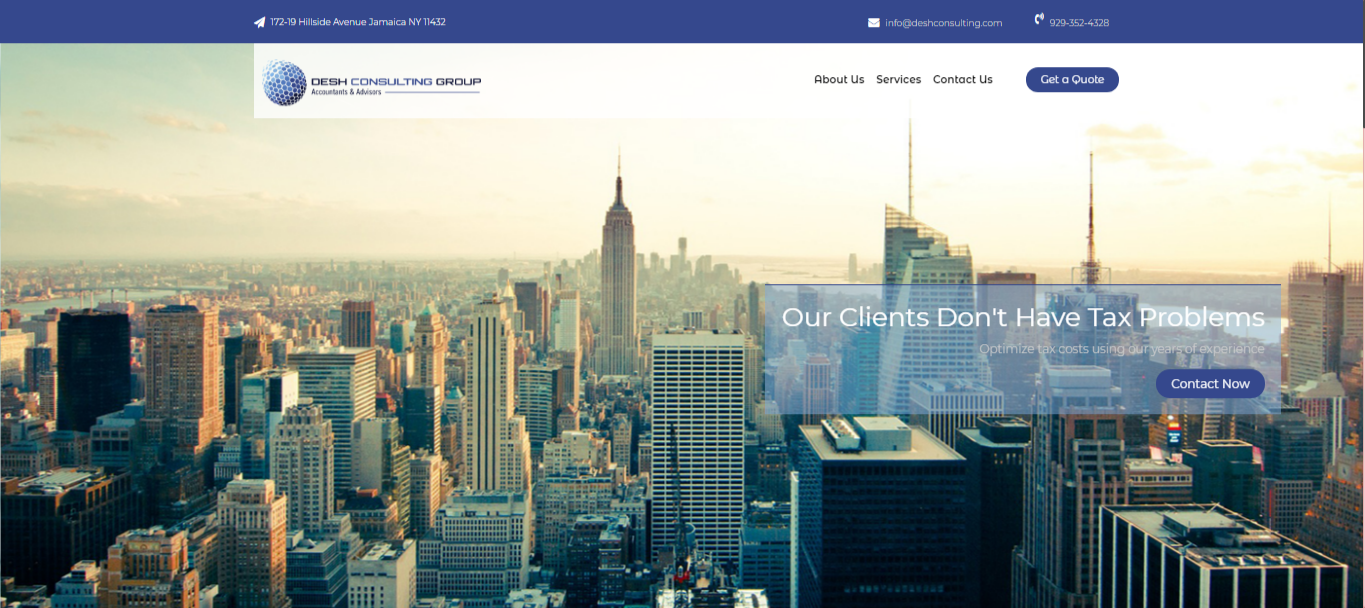 172-19 Hillside Avenue Jamaica NY 11432
info@deshconsulting.com
929-352-4328
DESH CONSULTING GROUP
Accountants & Advisors
About Us
Services
Contact Us
Get a Quote
Our Clients Don't Have Tax Problems
Optimize tax costs using our years of experience
Contact Now